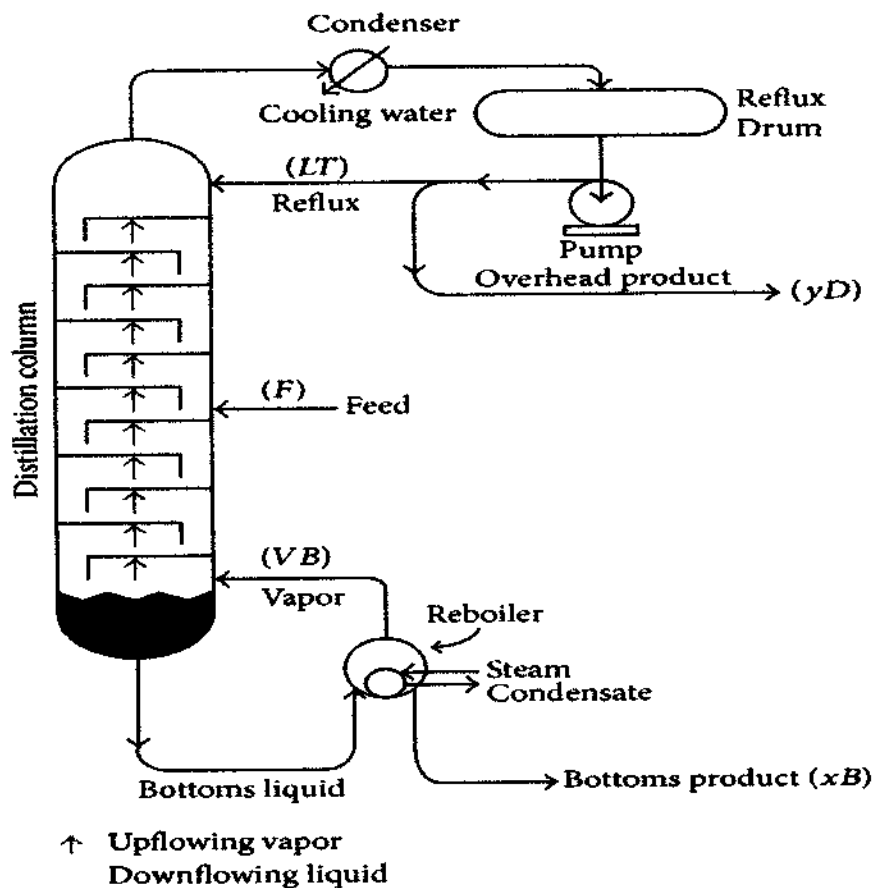 Condenser
Cooling water
Reflux
Drum
(LT)
Reflux
Pump
Overhead product
(yD)
Distillation column
(F)
Feed
(VB)
Vapor
Reboiler
Steam
Condensate
Bottoms liquid
Bottoms product (xB)
↑ Upflowing vapor
Downflowing liquid